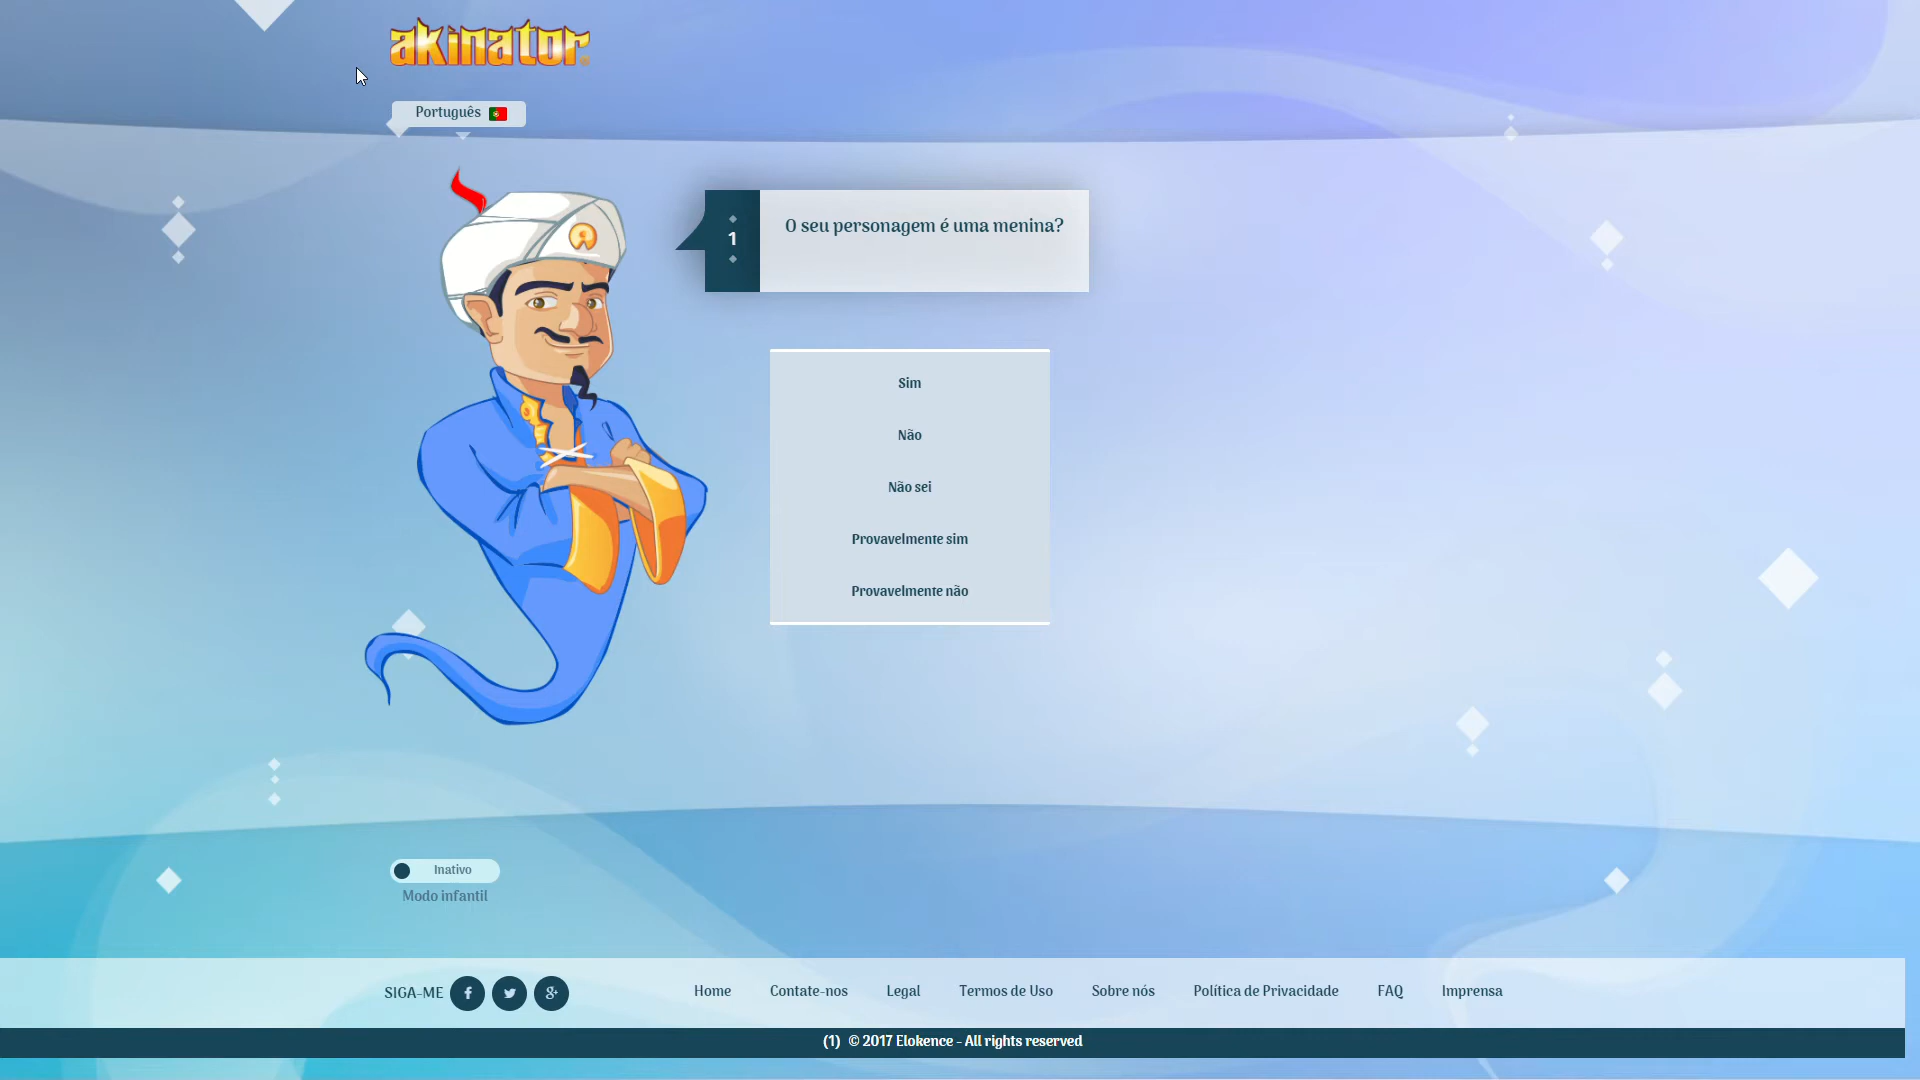 akinator
Português
1
O seu personagem é uma menina?
Sim
Não
Não sei
Provavelmente sim
Provavelmente não
Inativo
Modo infantil
SIGA-ME
Home
Contate-nos
Legal
Termos de Uso
Sobre nós
Política de Privacidade
FAQ
Imprensa
(1) © 2017 Elokence - All rights reserved